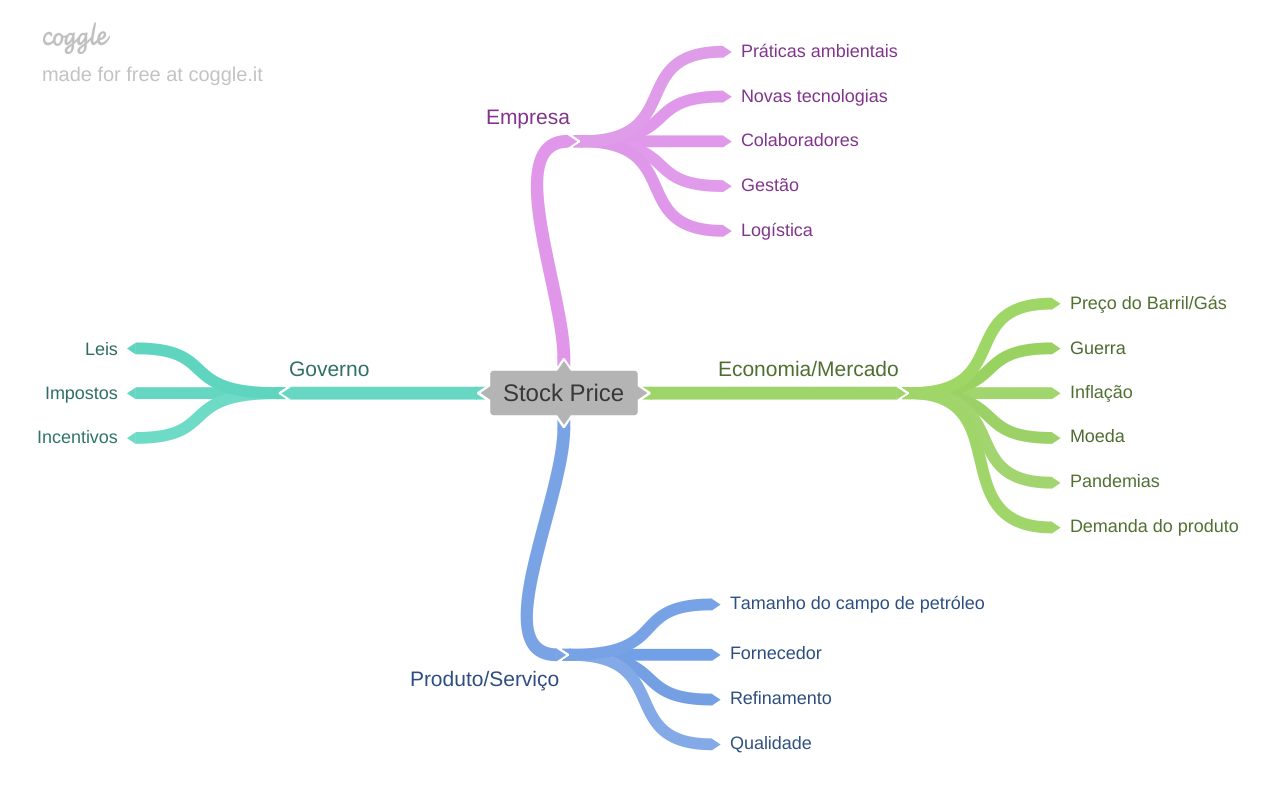 coggle
made for free at coggle.it
Empresa
Práticas ambientais
Novas tecnologias
Colaboradores
Gestão
Logística
Stock Price
Governo
Leis
Impostos
Incentivos
Economia/Mercado
Preço do Barril/Gás
Guerra
Inflação
Moeda
Pandemias
Demanda do produto
Produto/Serviço
Tamanho do campo de petróleo
Fornecedor
Refinamento
Qualidade